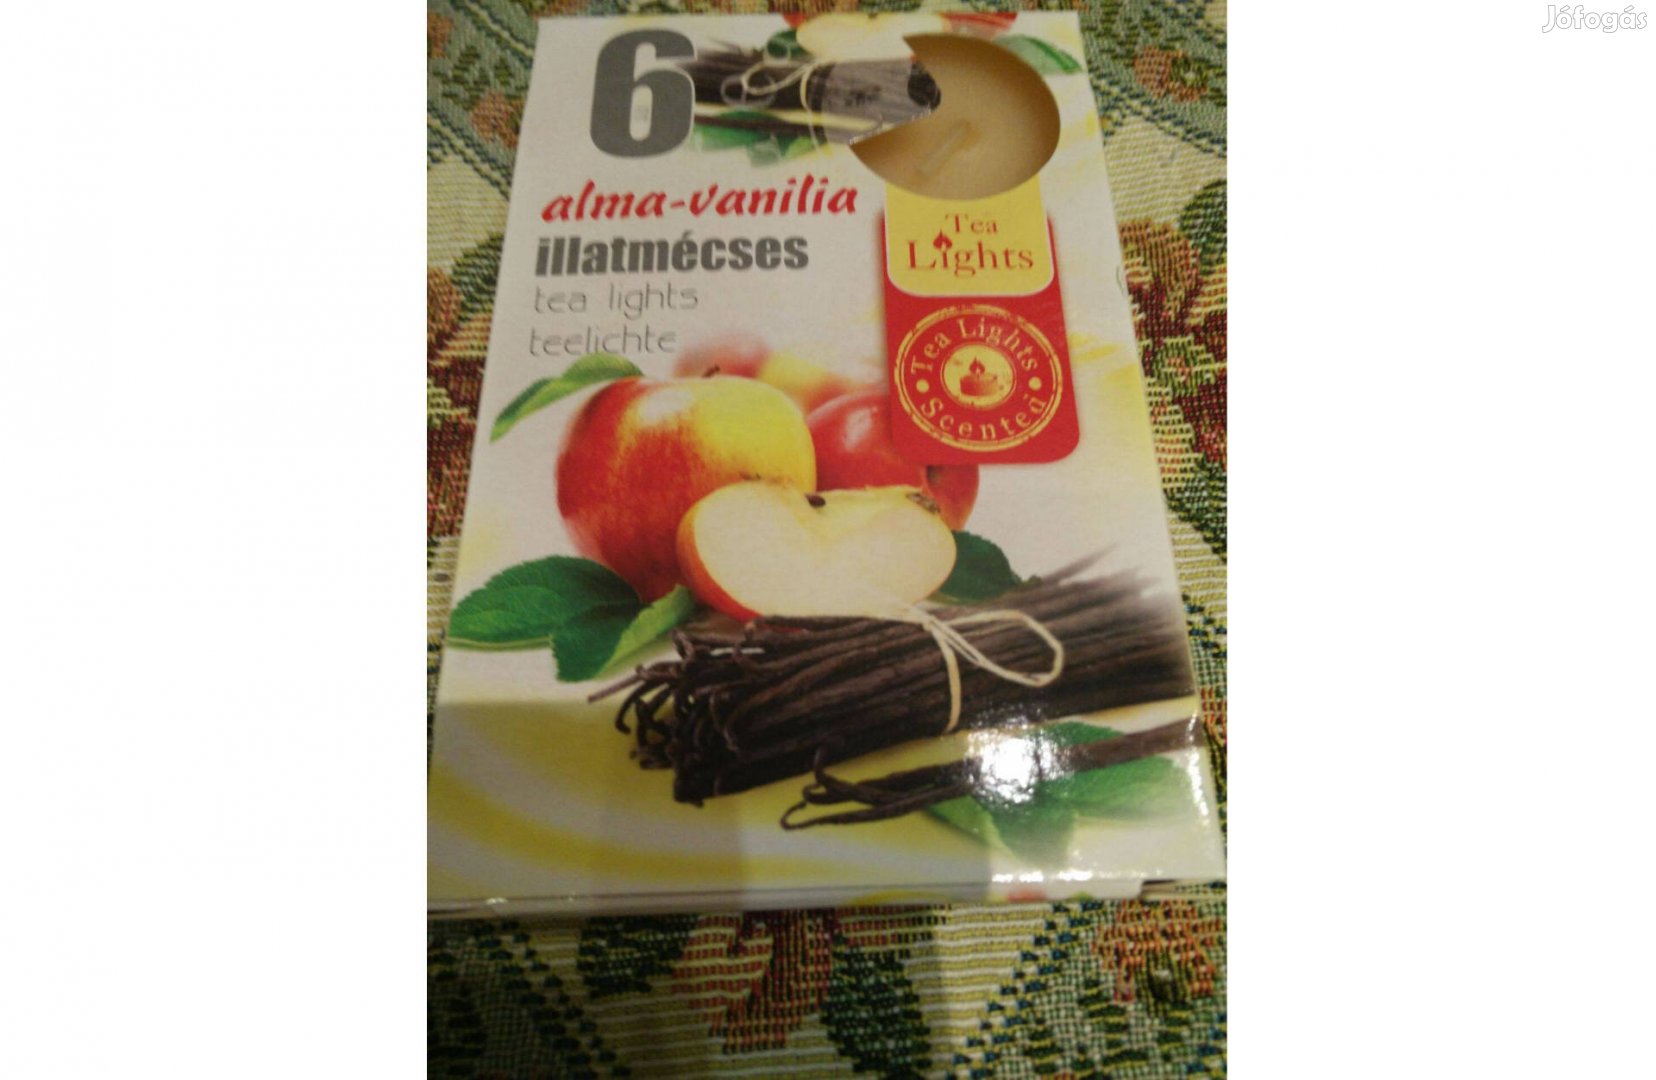 Jófogás
6
alma-vanilia
illatmécses
tea lights
teelichte
Tea
Lights
Tea Lights
Scented